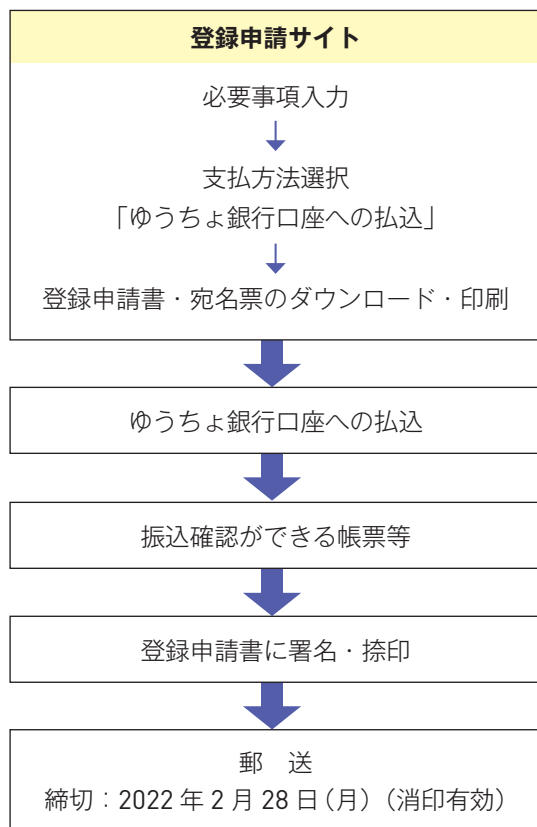 登録申請サイト
必要事項入力
支払方法選択
「ゆうちょ銀行口座への払込」
登録申請書・宛名票のダウンロード・印刷
ゆうちょ銀行口座への払込
振込確認ができる帳票等
登録申請書に署名・捺印
郵　送
締切：2022 年 2 月 28 日（月）（消印有効）